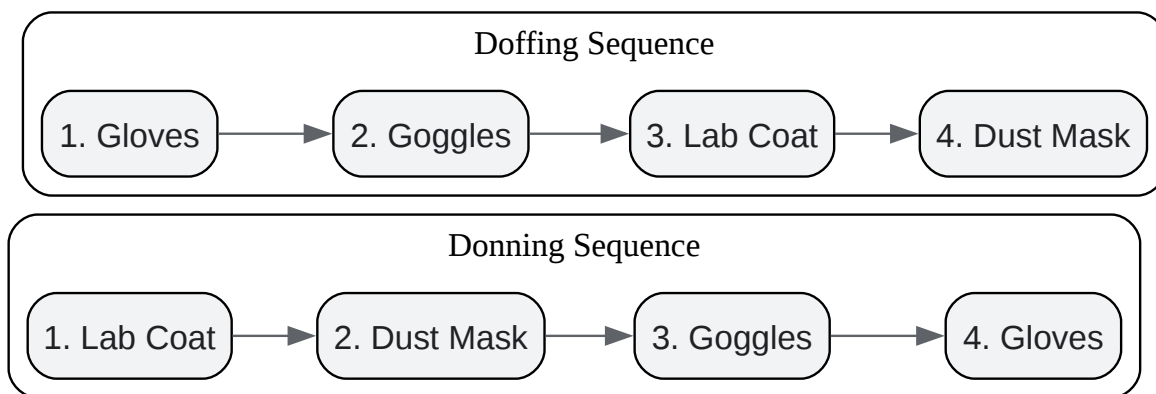 Doffing Sequence
1. Gloves
2. Goggles
3. Lab Coat
4. Dust Mask
Donning Sequence
1. Lab Coat
2. Dust Mask
3. Goggles
4. Gloves